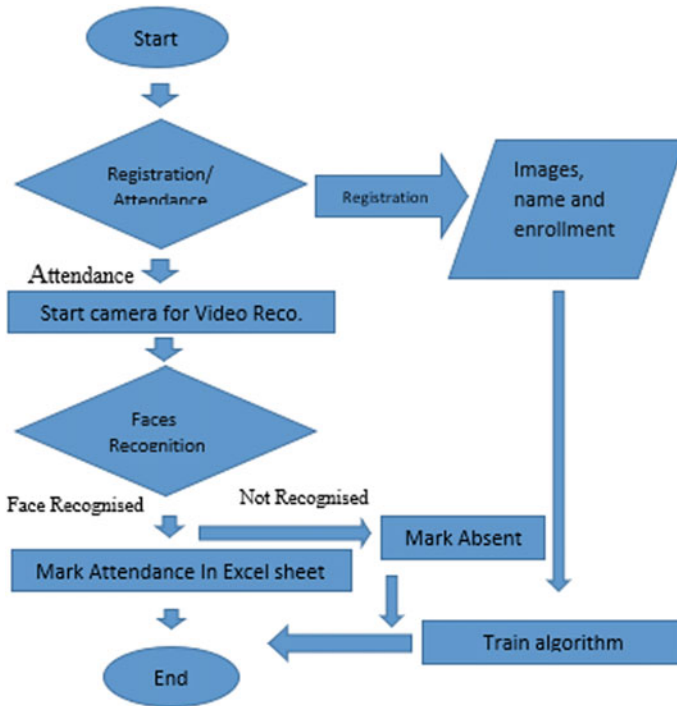 Start
Registration/
Attendance
Registration
Images,
name and
enrollment
Attendance
Start camera for Video Reco.
Faces
Recognition
Face Recognised
Not Recognised
Mark Absent
Mark Attendance In Excel sheet
Train algorithm
End